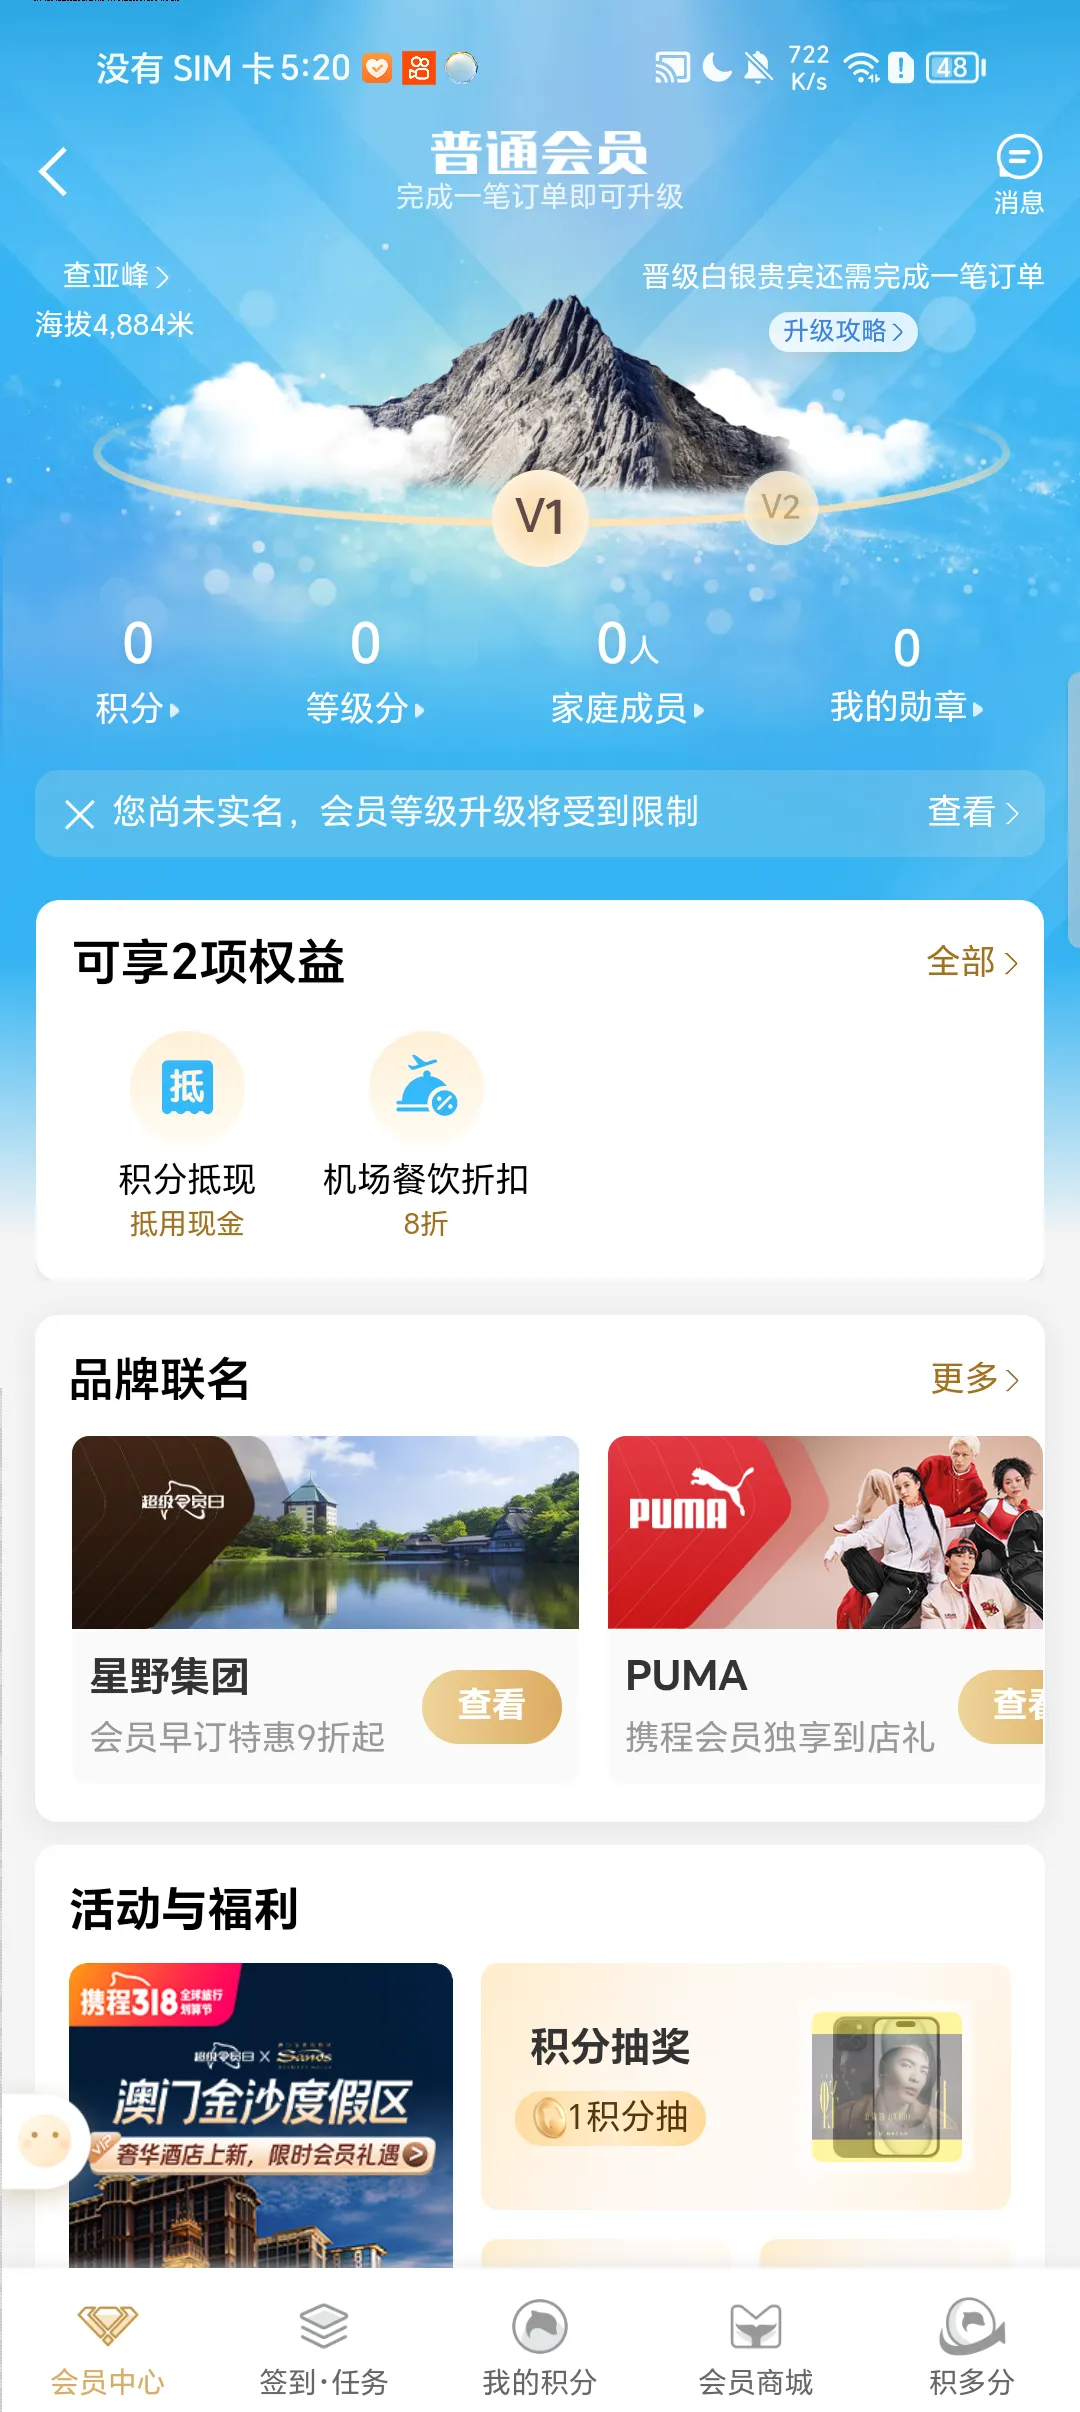 没有 SIM 卡 5:20
722
K/s
48
普通会员
完成一笔订单即可升级
消息
查亚峰
海拔4,884米
晋级白银贵宾还需完成一笔订单
升级攻略
V1
V2
0
0
0人
0
积分
等级分
家庭成员
我的勋章
您尚未实名，会员等级升级将受到限制
查看
可享2项权益
全部
抵
积分抵现
抵用现金
机场餐饮折扣
8折
品牌联名
更多
超级会员日
PUMA
星野集团
会员早订特惠9折起
查看
PUMA
携程会员独享到店礼
查看
活动与福利
携程318全球旅行划算节
超级会员日 X Sands
澳门金沙度假区
VIP
奢华酒店上新，限时会员礼遇
积分抽奖
1积分抽
会员中心
签到·任务
我的积分
会员商城
积多分